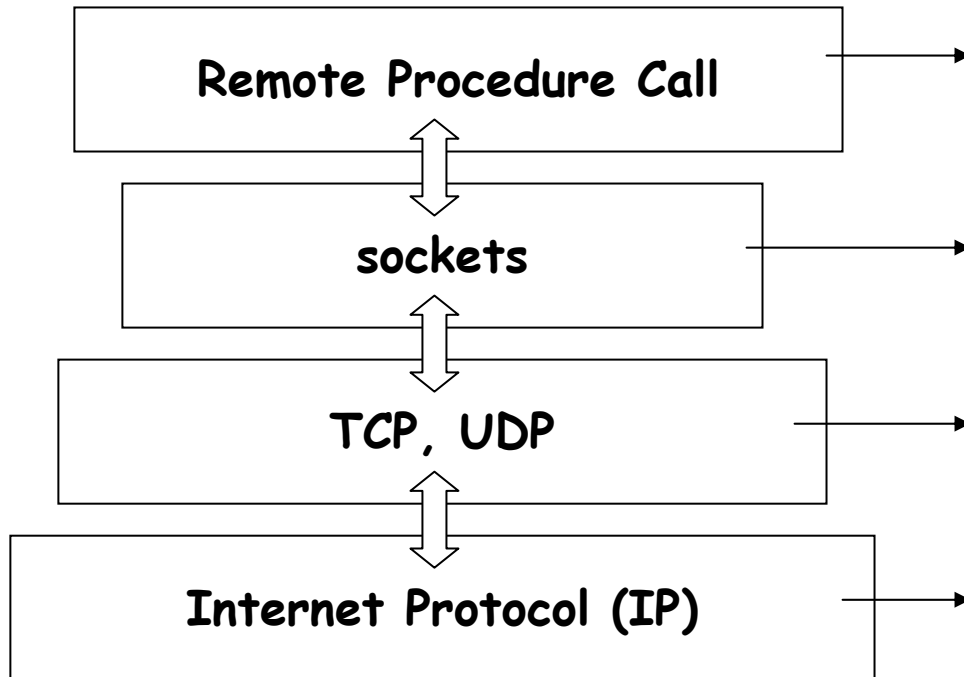 Remote Procedure Call
sockets
TCP, UDP
Internet Protocol (IP)